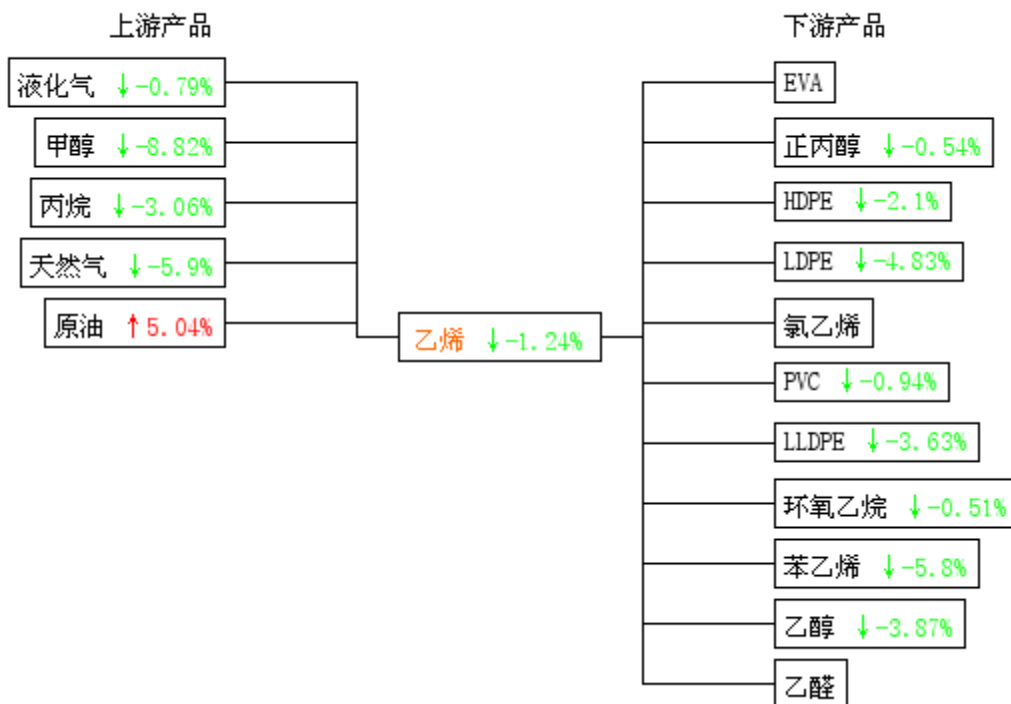 上游产品
液化气 ↓-0.79%
甲醇 ↓-8.82%
丙烷 ↓-3.06%
天然气 ↓-5.9%
原油 ↑5.04%
乙烯 ↓-1.24%
下游产品
EVA
正丙醇 ↓-0.54%
HDPE ↓-2.1%
LDPE ↓-4.83%
氯乙烯
PVC ↓-0.94%
LLDPE ↓-3.63%
环氧乙烷 ↓-0.51%
苯乙烯 ↓-5.8%
乙醇 ↓-3.87%
乙醛